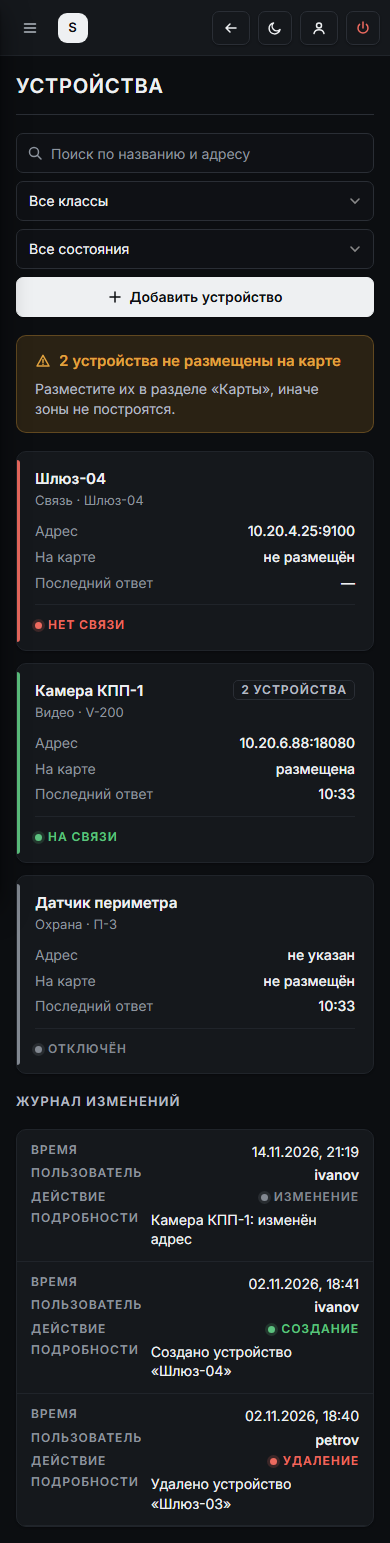 S
УСТРОЙСТВА
Поиск по названию и адресу
Все классы
Все состояния
Добавить устройство
2 устройства не размещены на карте
Разместите их в разделе «Карты», иначе
зоны не построятся.
Шлюз-04
Связь · Шлюз-04
Адрес 10.20.4.25:9100
На карте не размещён
Последний ответ —
НЕТ СВЯЗИ
Камера КПП-1 2 УСТРОЙСТВА
Видео · V-200
Адрес 10.20.6.88:18080
На карте размещена
Последний ответ 10:33
НА СВЯЗИ
Датчик периметра
Охрана · П-3
Адрес не указан
На карте не размещён
Последний ответ 10:33
ОТКЛЮЧЁН
ЖУРНАЛ ИЗМЕНЕНИЙ
ВРЕМЯ 14.11.2026, 21:19
ПОЛЬЗОВАТЕЛЬ ivanov
ДЕЙСТВИЕ ИЗМЕНЕНИЕ
ПОДРОБНОСТИ Камера КПП-1: изменён
адрес
ВРЕМЯ 02.11.2026, 18:41
ПОЛЬЗОВАТЕЛЬ ivanov
ДЕЙСТВИЕ СОЗДАНИЕ
ПОДРОБНОСТИ Создано устройство
«Шлюз-04»
ВРЕМЯ 02.11.2026, 18:40
ПОЛЬЗОВАТЕЛЬ petrov
ДЕЙСТВИЕ УДАЛЕНИЕ
ПОДРОБНОСТИ Удалено устройство
«Шлюз-03»